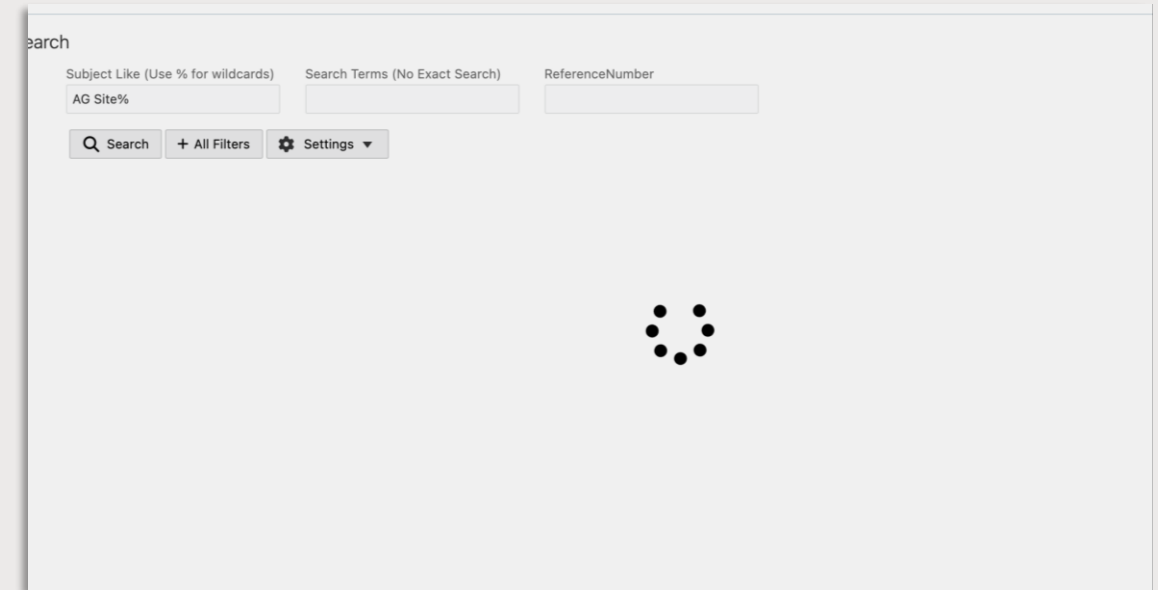 earch
Subject Like (Use % for wildcards) Search Terms (No Exact Search) ReferenceNumber
AG Site%
Search + All Filters Settings